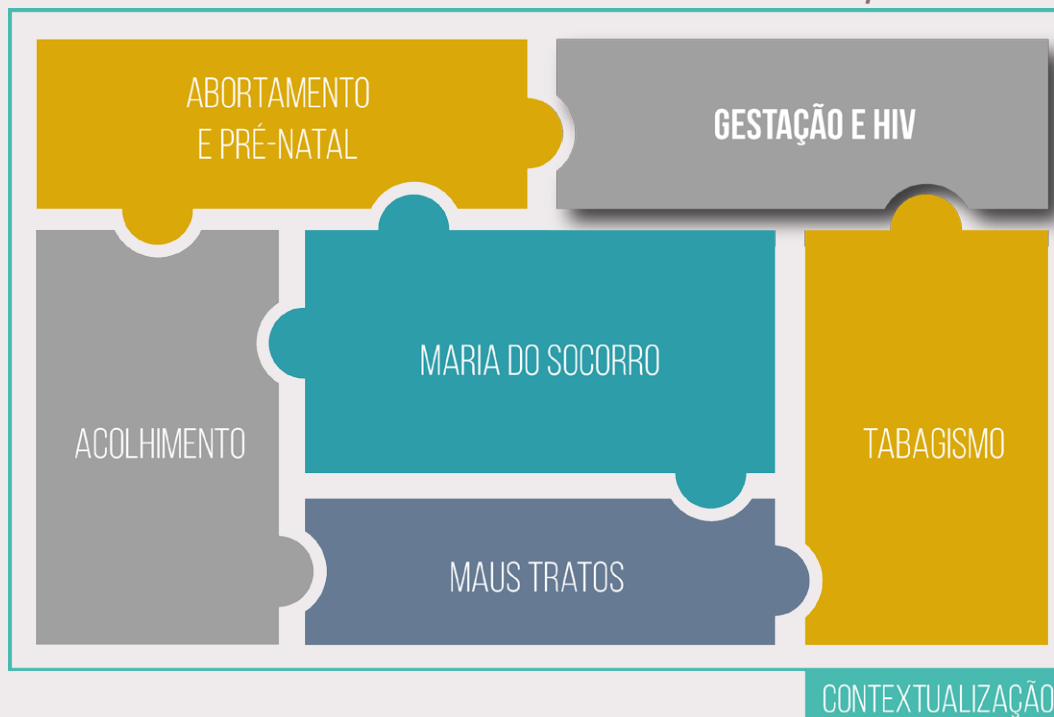 ABORTAMENTO
E PRÉ-NATAL
GESTAÇÃO E HIV
MARIA DO SOCORRO
ACOLHIMENTO
TABAGISMO
MAUS TRATOS
CONTEXTUALIZAÇÃO